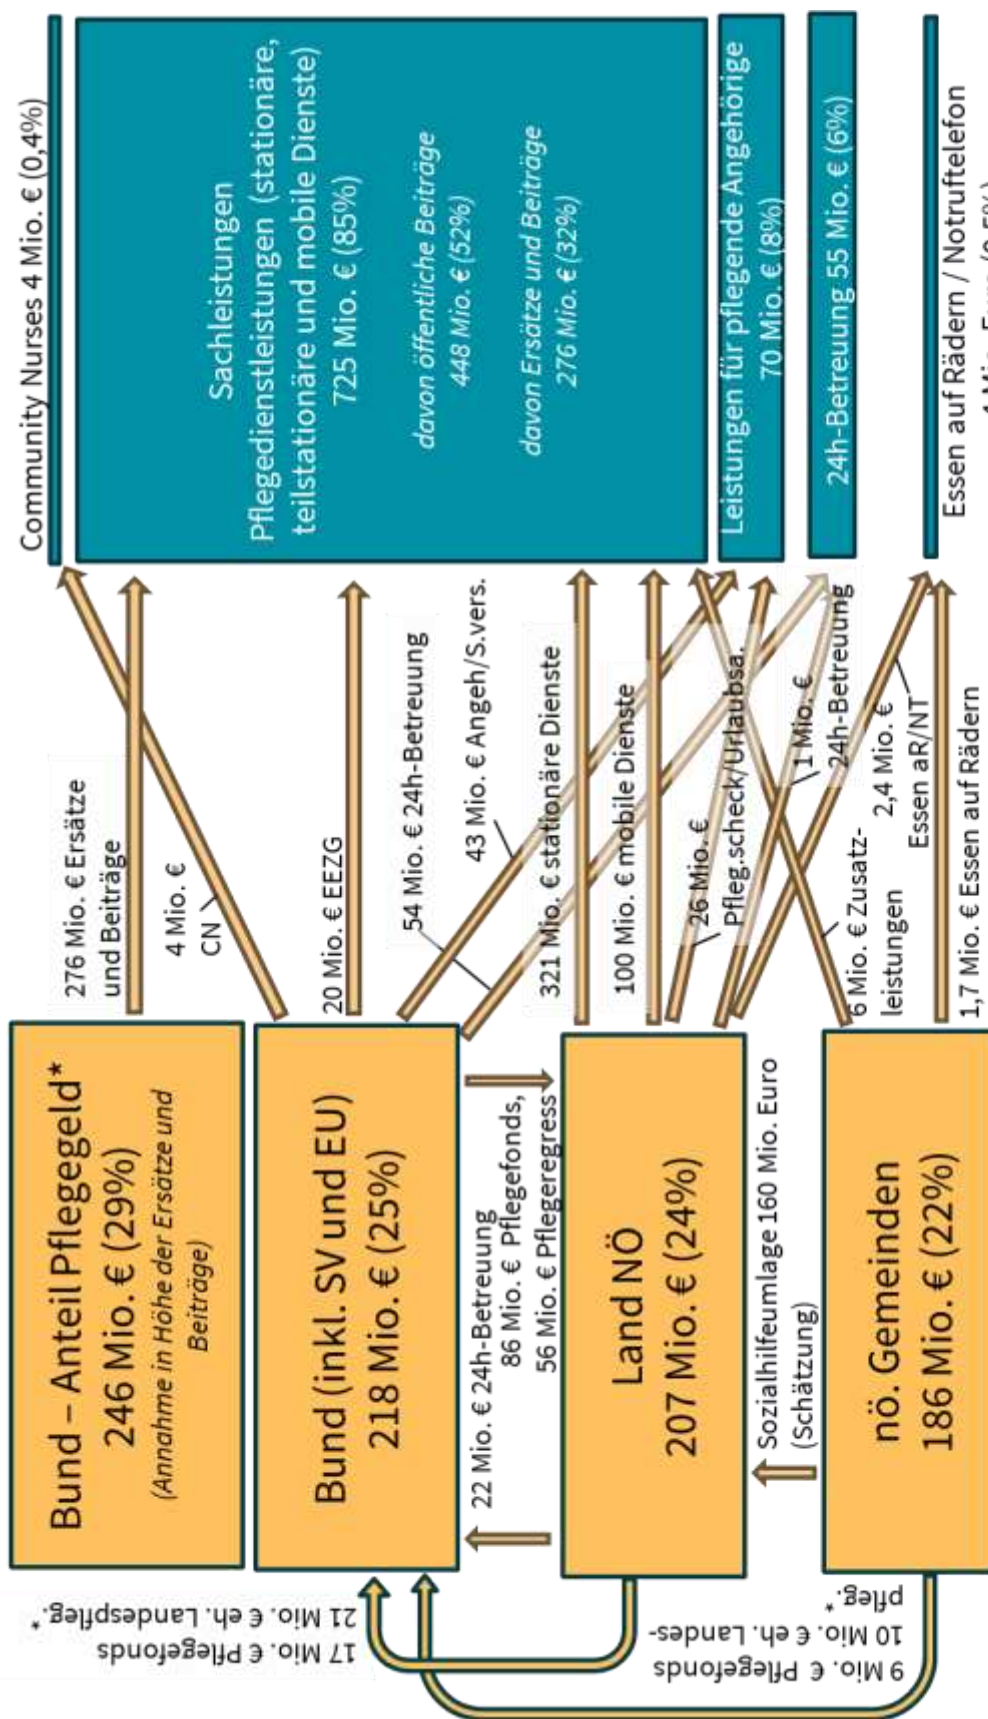 Bund – Anteil Pflegegeld*
246 Mio. € (29%)
(Annahme in Höhe der Ersätze und
Beiträge)
Bund (inkl. SV und EU)
218 Mio. € (25%)
Land NÖ
207 Mio. € (24%)
nö. Gemeinden
186 Mio. € (22%)
17 Mio. € Pflegefonds
21 Mio. € eh. Landespfleg.*
9 Mio. € Pflegefonds
10 Mio. € eh. Landes-
pfleg.*
22 Mio. € 24h-Betreuung
86 Mio. € Pflegefonds,
56 Mio. € Pflegeregress
Sozialhilfeumlage 160 Mio. Euro
(Schätzung)
276 Mio. € Ersätze
und Beiträge
4 Mio. €
CN
20 Mio. € EEZG
54 Mio. € 24h-Betreuung
43 Mio. € Angeh/S.vers.
321 Mio. € stationäre Dienste
100 Mio. € mobile Dienste
26 Mio. €
Pfleg.scheck/Urlaubsa.
1 Mio. €
24h-Betreuung
6 Mio. € Zusatz-
leistungen
2,4 Mio. €
Essen aR/NT
1,7 Mio. € Essen auf Rädern
Community Nurses 4 Mio. € (0,4%)
Sachleistungen
Pflegedienstleistungen (stationäre,
teilstationäre und mobile Dienste)
725 Mio. € (85%)
davon öffentliche Beiträge
448 Mio. € (52%)
davon Ersätze und Beiträge
276 Mio. € (32%)
Leistungen für pflegende Angehörige
70 Mio. € (8%)
24h-Betreuung 55 Mio. € (6%)
Essen auf Rädern / Notruftelefon
4 Mio. Euro (0,5%)